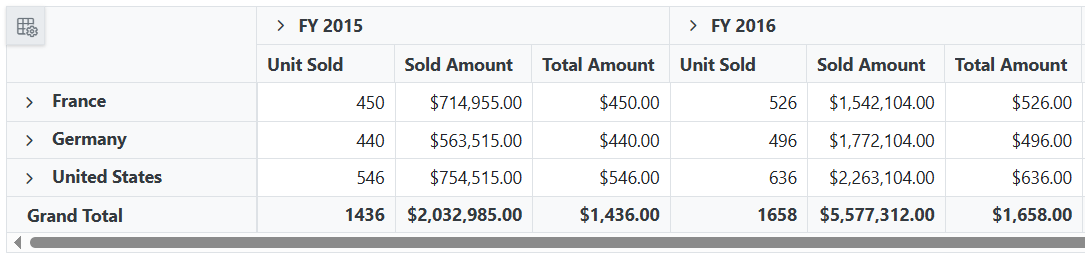 FY 2015 FY 2016
Unit Sold Sold Amount Total Amount Unit Sold Sold Amount Total Amount
France 450 $714,955.00 $450.00 526 $1,542,104.00 $526.00
Germany 440 $563,515.00 $440.00 496 $1,772,104.00 $496.00
United States 546 $754,515.00 $546.00 636 $2,263,104.00 $636.00
Grand Total 1436 $2,032,985.00 $1,436.00 1658 $5,577,312.00 $1,658.00